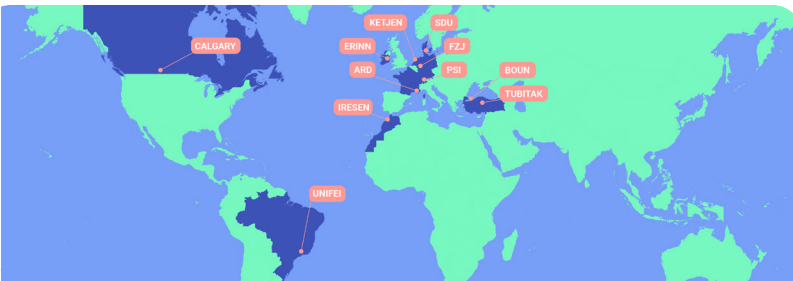 KETJEN
SDU
CALGARY
ERINN
FZJ
ARD
PSI
BOUN
TUBITAK
IRESEN
UNIFEI